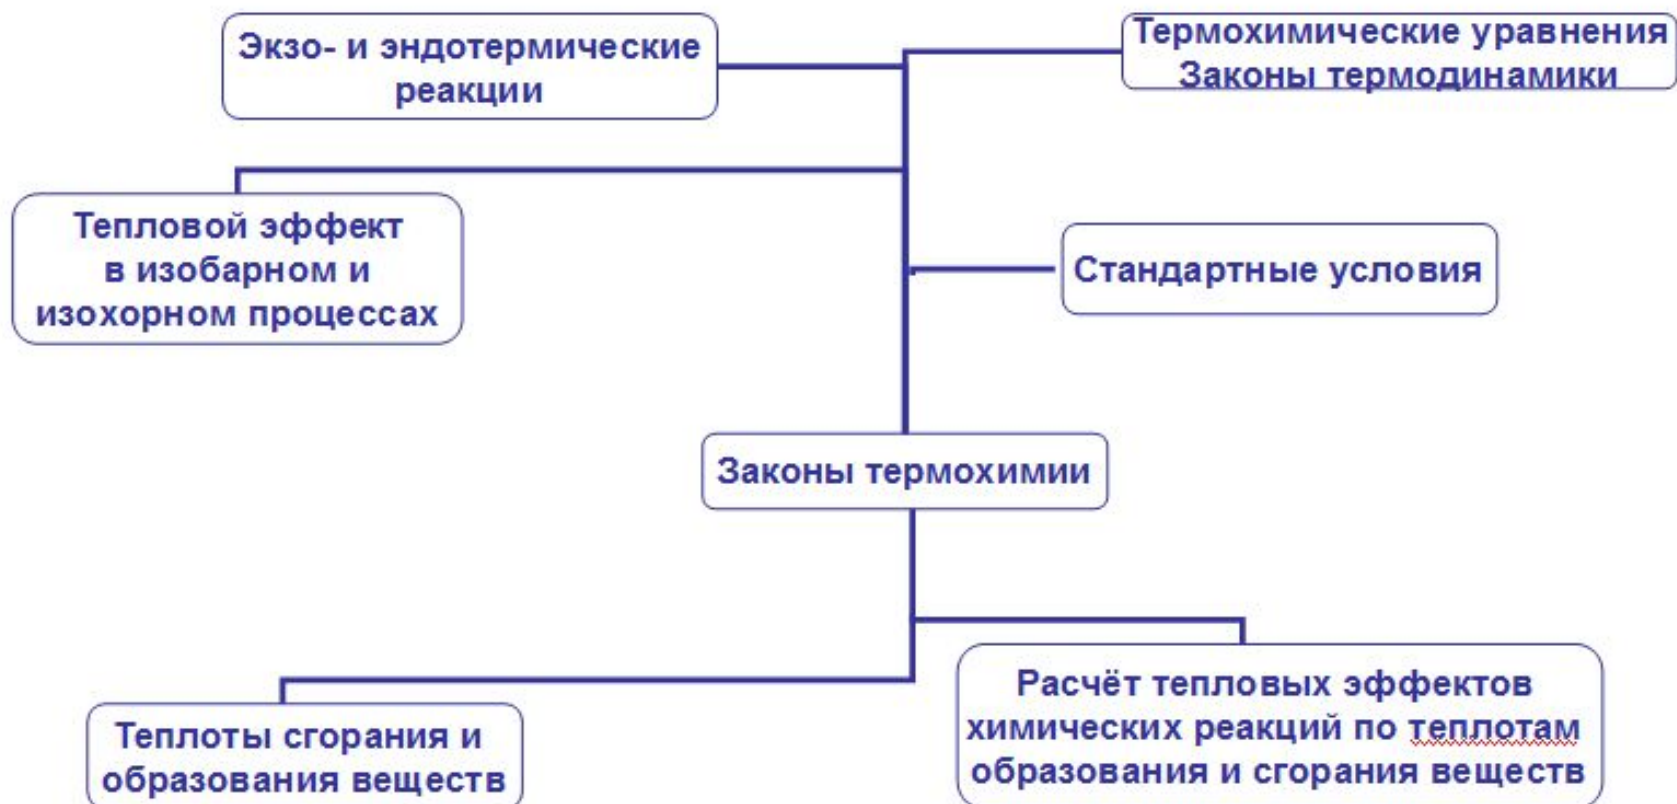 Экзо- и эндотермические
реакции
Термохимические уравнения
Законы термодинамики
Тепловой эффект
в изобарном и
изохорном процессах
Стандартные условия
Законы термохимии
Теплоты сгорания и
образования веществ
Расчёт тепловых эффектов
химических реакций по теплотам
образования и сгорания веществ